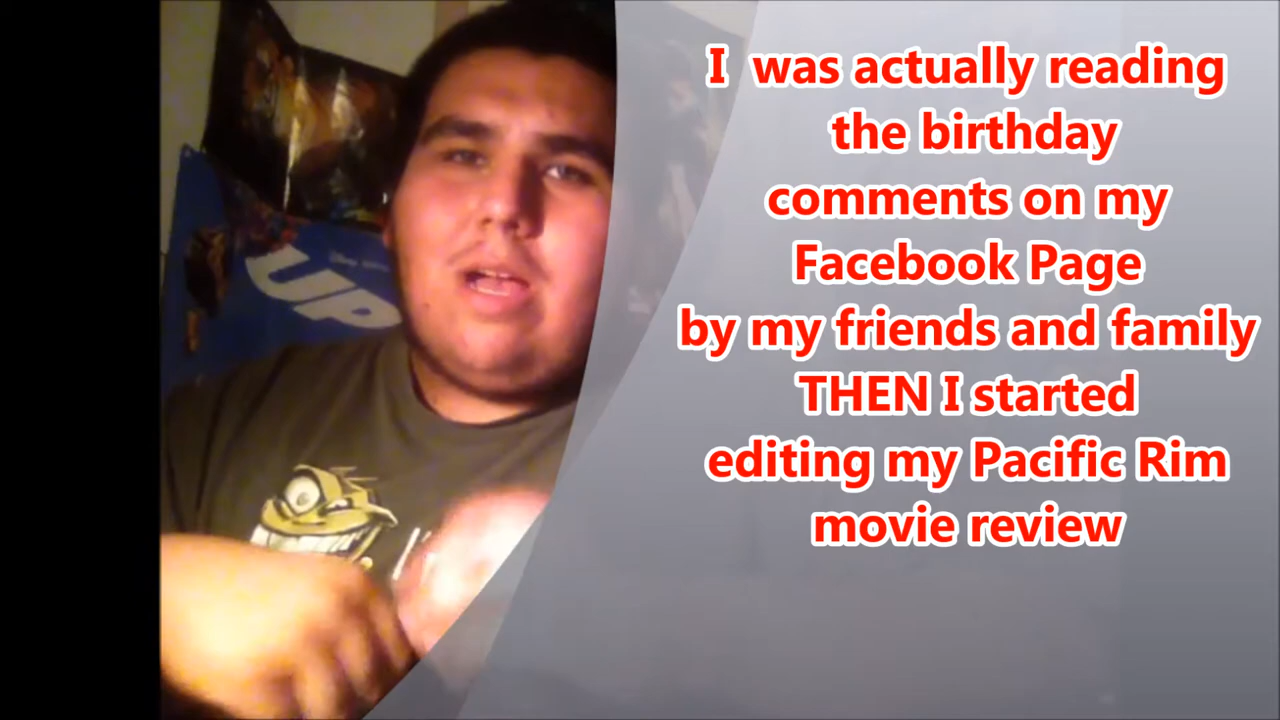 I was actually reading
the birthday
comments on my
Facebook Page
by my friends and family
THEN I started
editing my Pacific Rim
movie review
UP